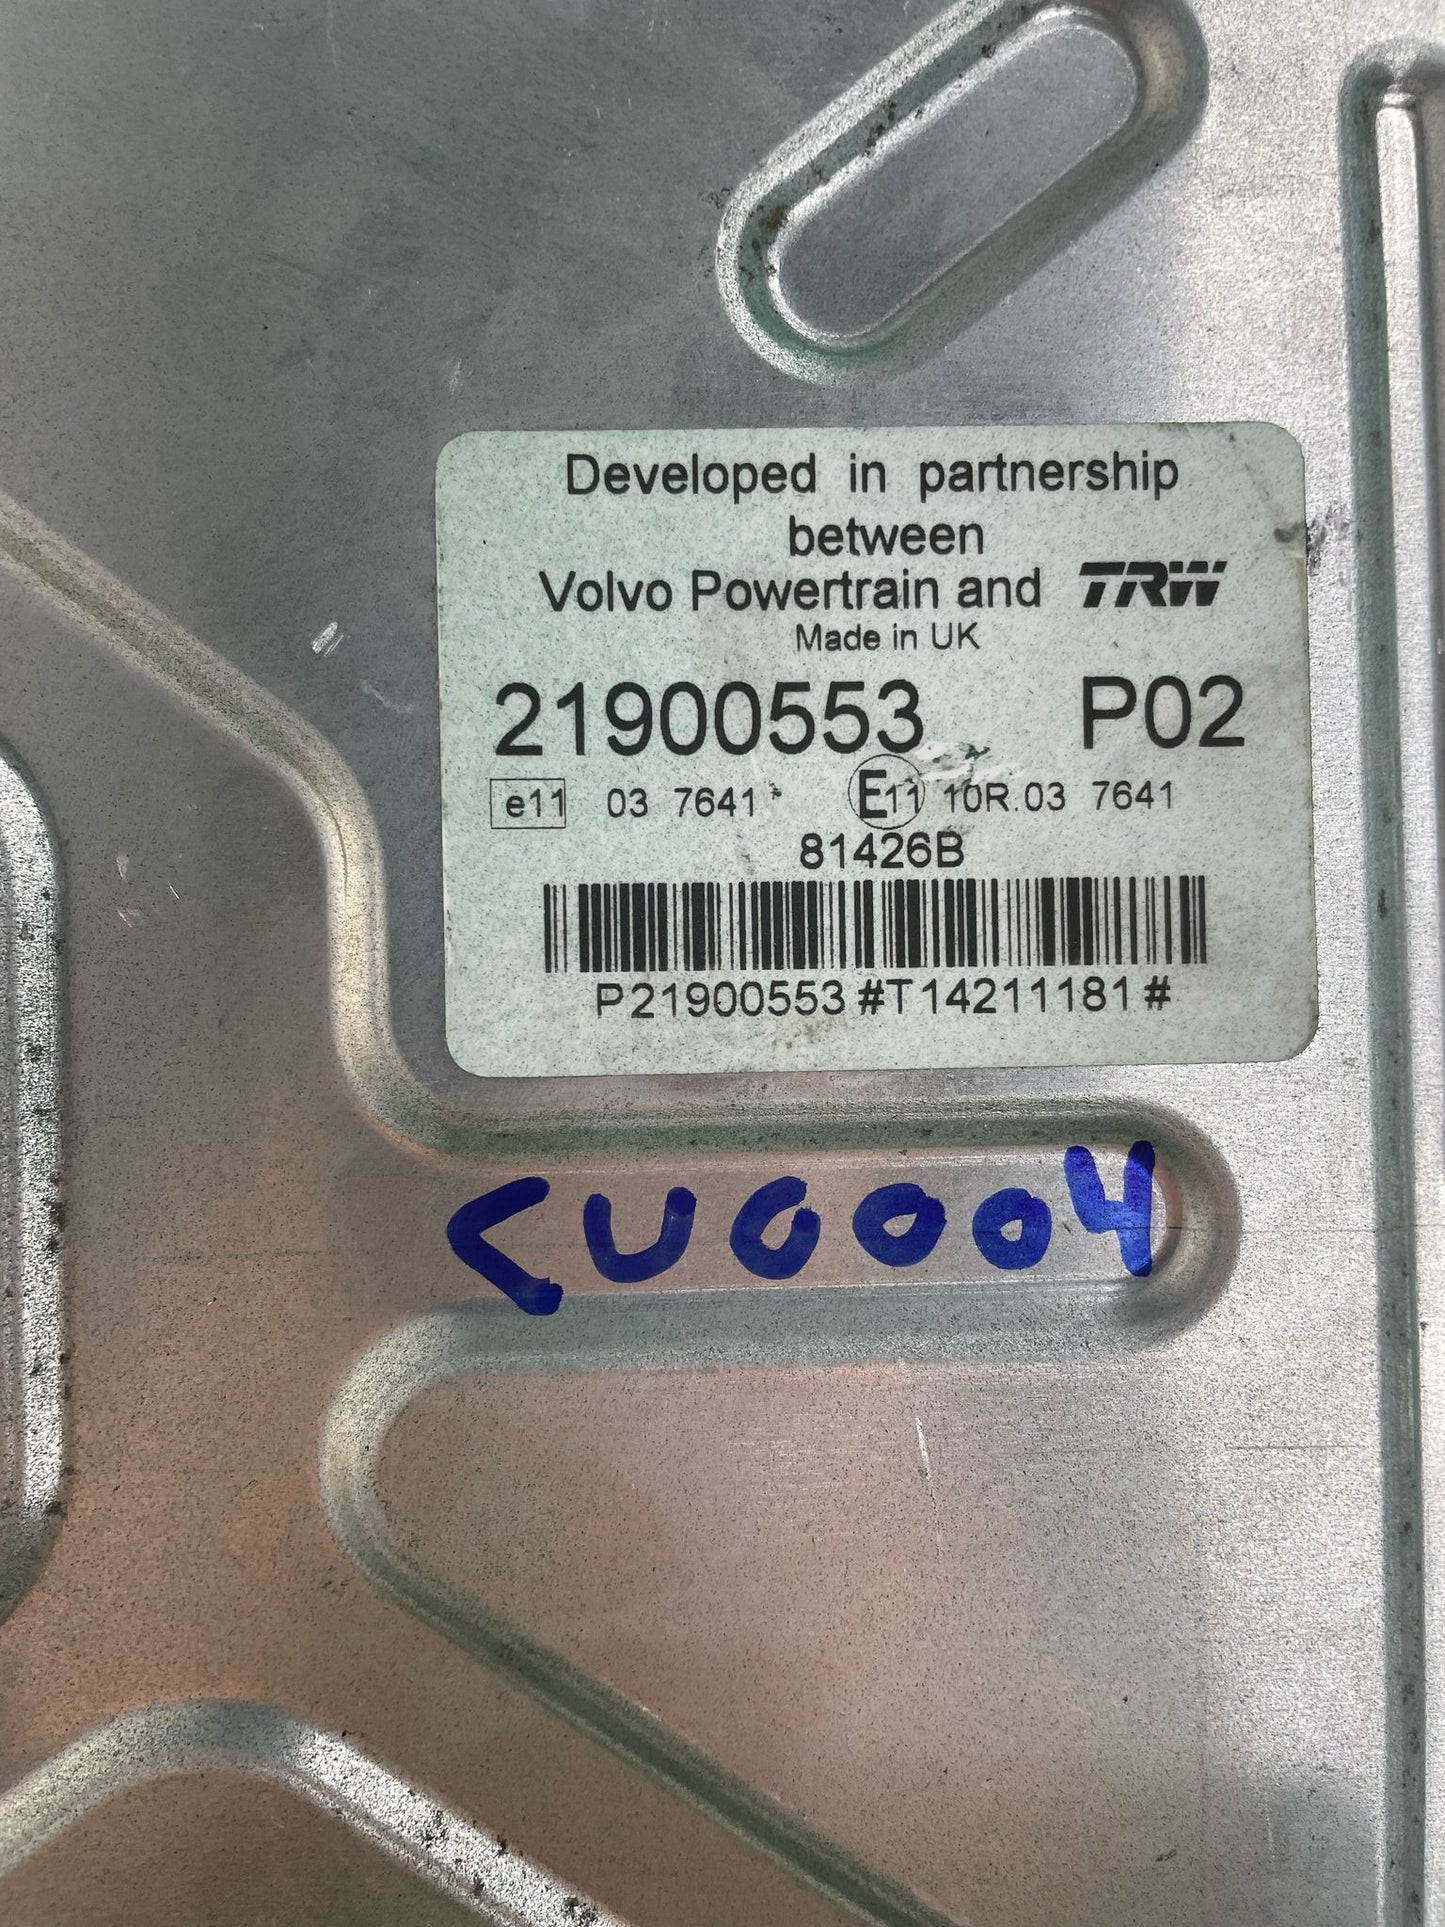 Developed in partnership
between
Volvo Powertrain and TRW
Made in UK
21900553 P02
e11 03 7641* E11 10R.03 7641
81426B
P21900553#T14211181#
CU0004